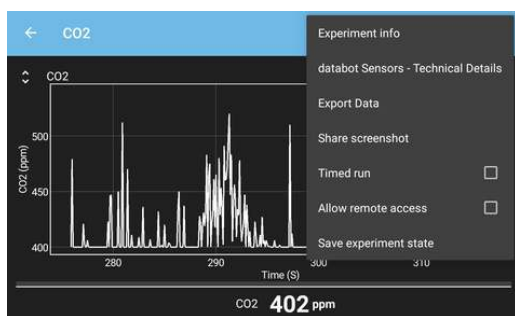 CO2
Experiment info
databot Sensors - Technical Details
Export Data
Share screenshot
Timed run
Allow remote access
Save experiment state
CO2
CO2 (ppm)
500
450
400
280
290
300
310
Time (S)
CO2 402 ppm